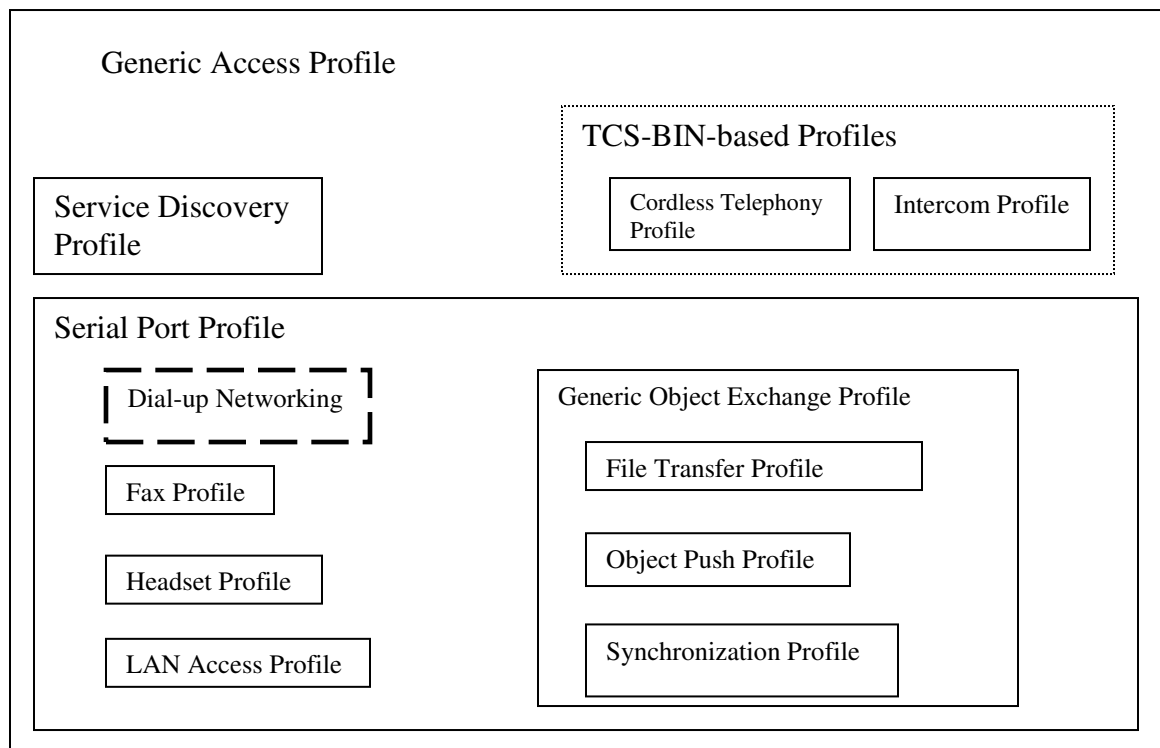 Generic Access Profile
TCS-BIN-based Profiles
Service Discovery
Profile
Cordless Telephony
Profile
Intercom Profile
Serial Port Profile
Dial-up Networking
Fax Profile
Headset Profile
LAN Access Profile
Generic Object Exchange Profile
File Transfer Profile
Object Push Profile
Synchronization Profile